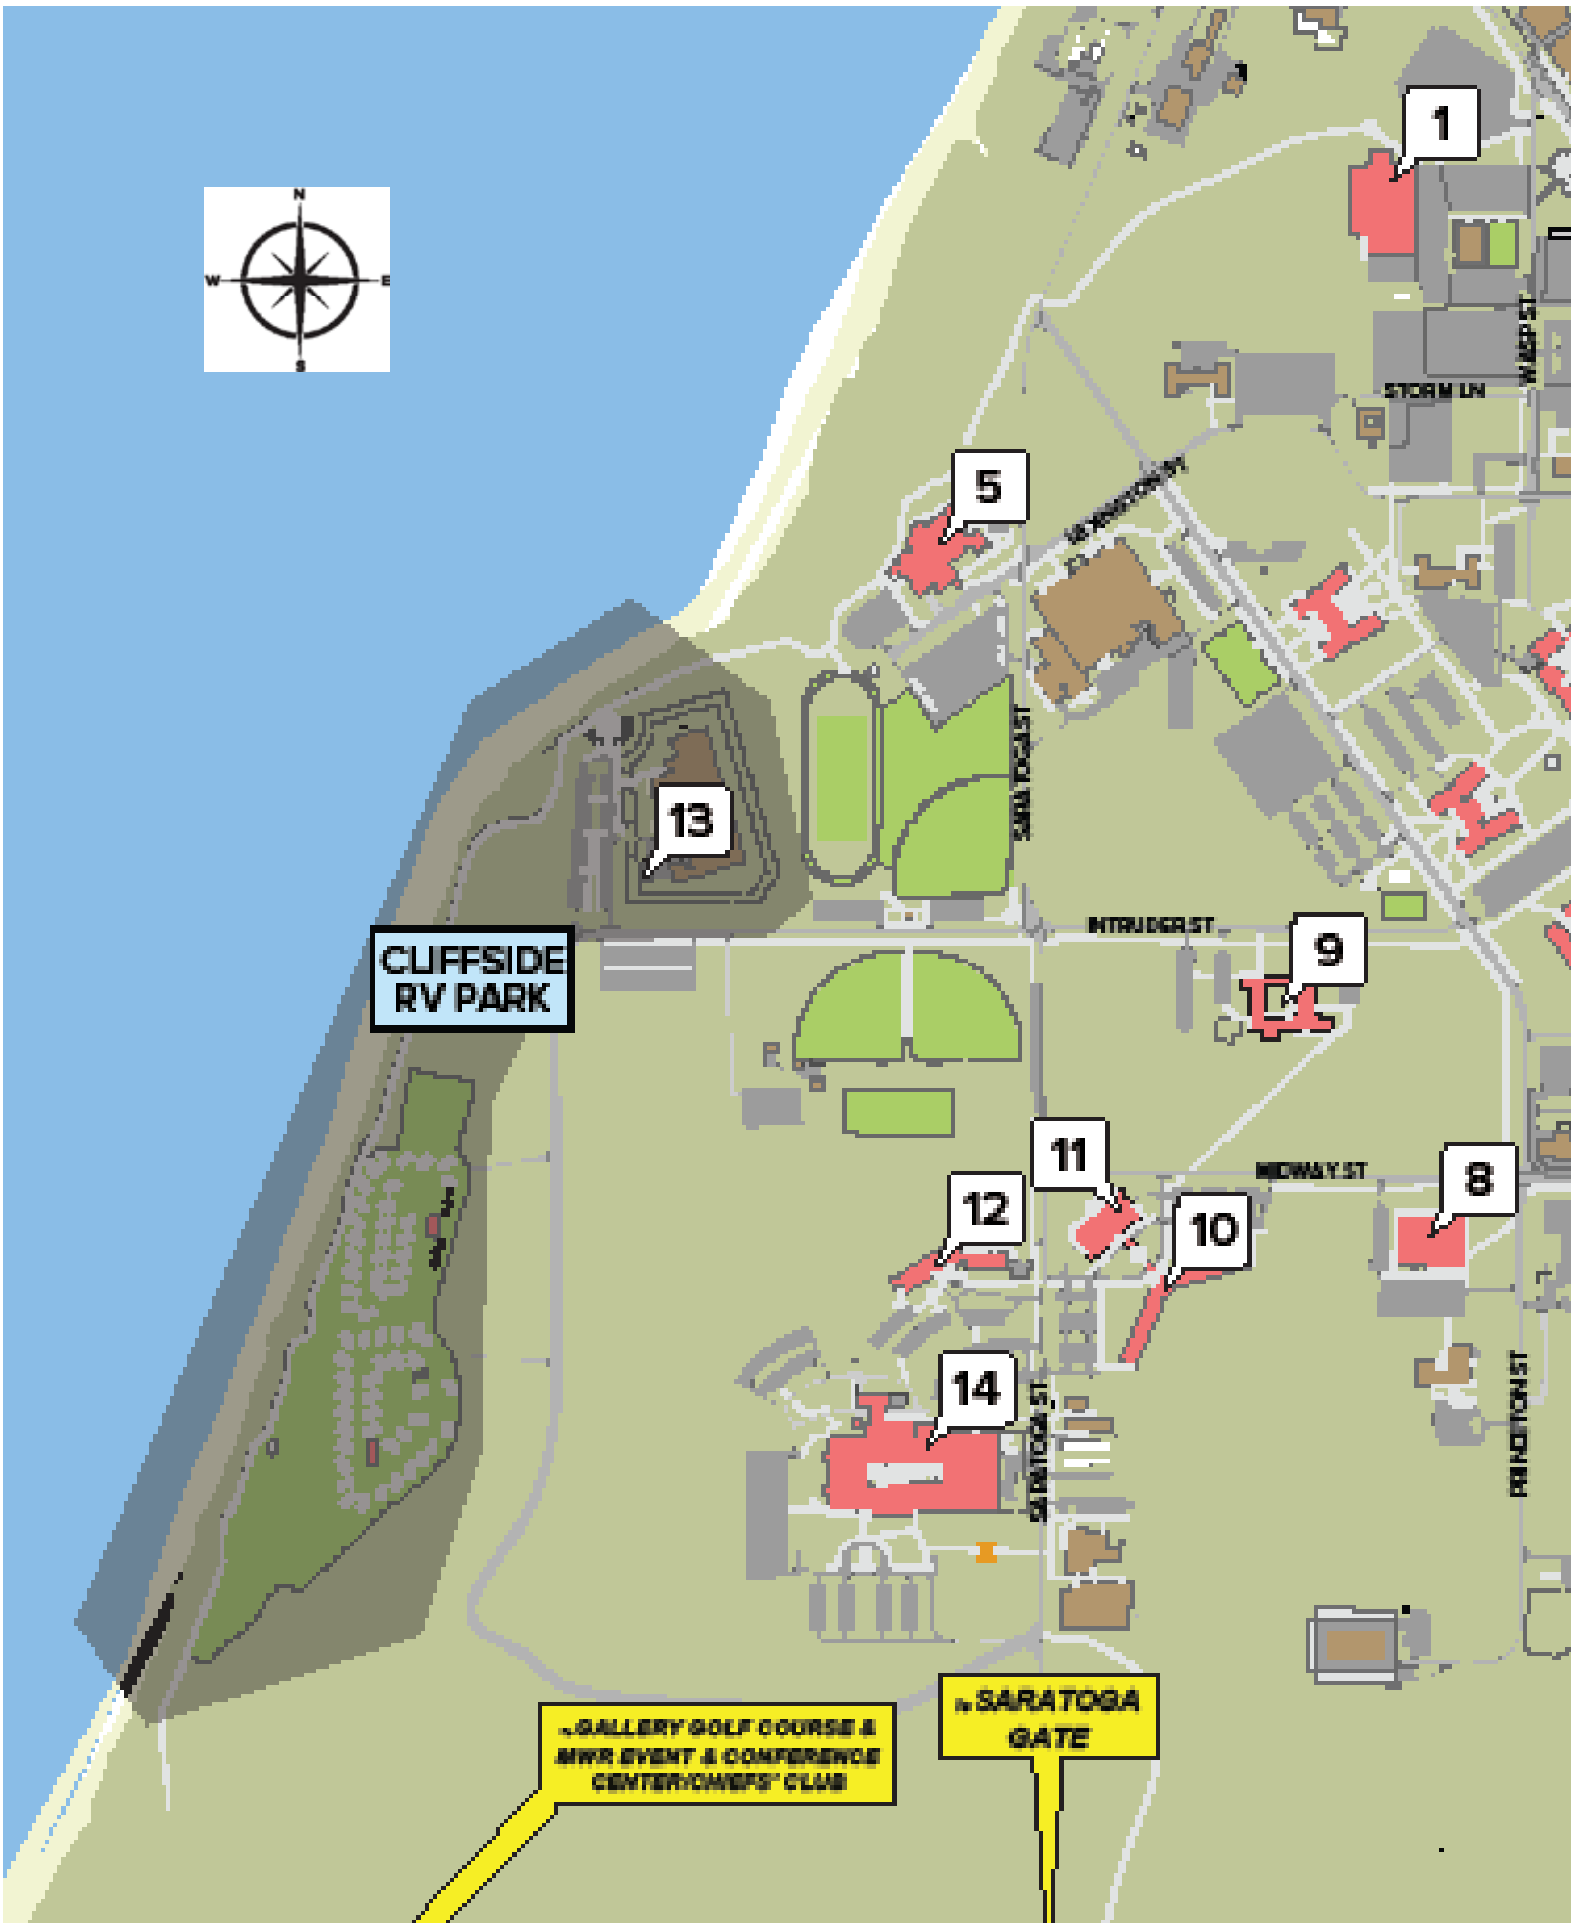 1
N
W E
S
WASP ST
STORM LN
LEXINGTON ST
5
SARATOGA ST
13
INTRUDER ST
CLIFFSIDE
RV PARK
9
11
MIDWAY ST
8
12
10
14
SARATOGA ST
PRINCETON ST
SARATOGA
GATE
GALLERY GOLF COURSE &
MWR EVENT & CONFERENCE
CENTER/CHIEFS' CLUB